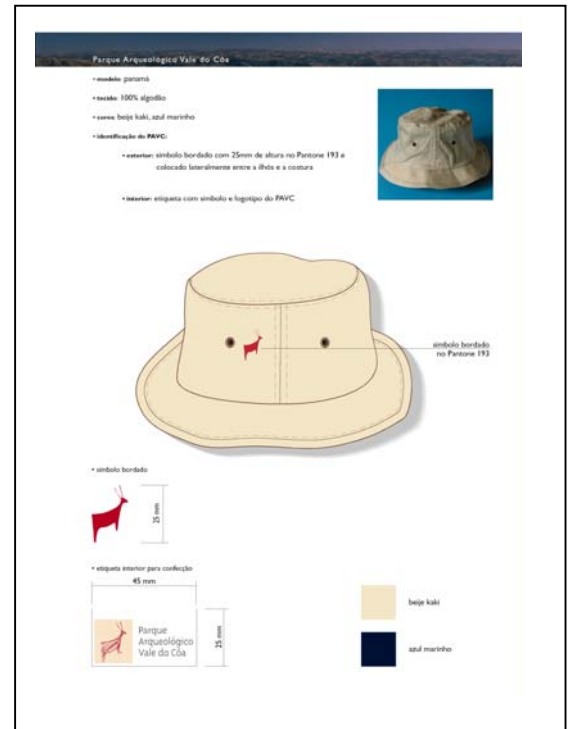 Parque Arqueológico Vale do Côa
• modelo: panamá
• tecido: 100% algodão
• cores: beije kaki, azul marinho
• identificação do PAVC:
• exterior: símbolo bordado com 25mm de altura no Pantone 193 e
colocado lateralmente entre a ilhós e a costura
• interior: etiqueta com símbolo e logotipo do PAVC
símbolo bordado
no Pantone 193
• símbolo bordado
25 mm
• etiqueta interior para confecção
45 mm
Parque
Arqueológico
Vale do Côa
25 mm
beije kaki
azul marinho